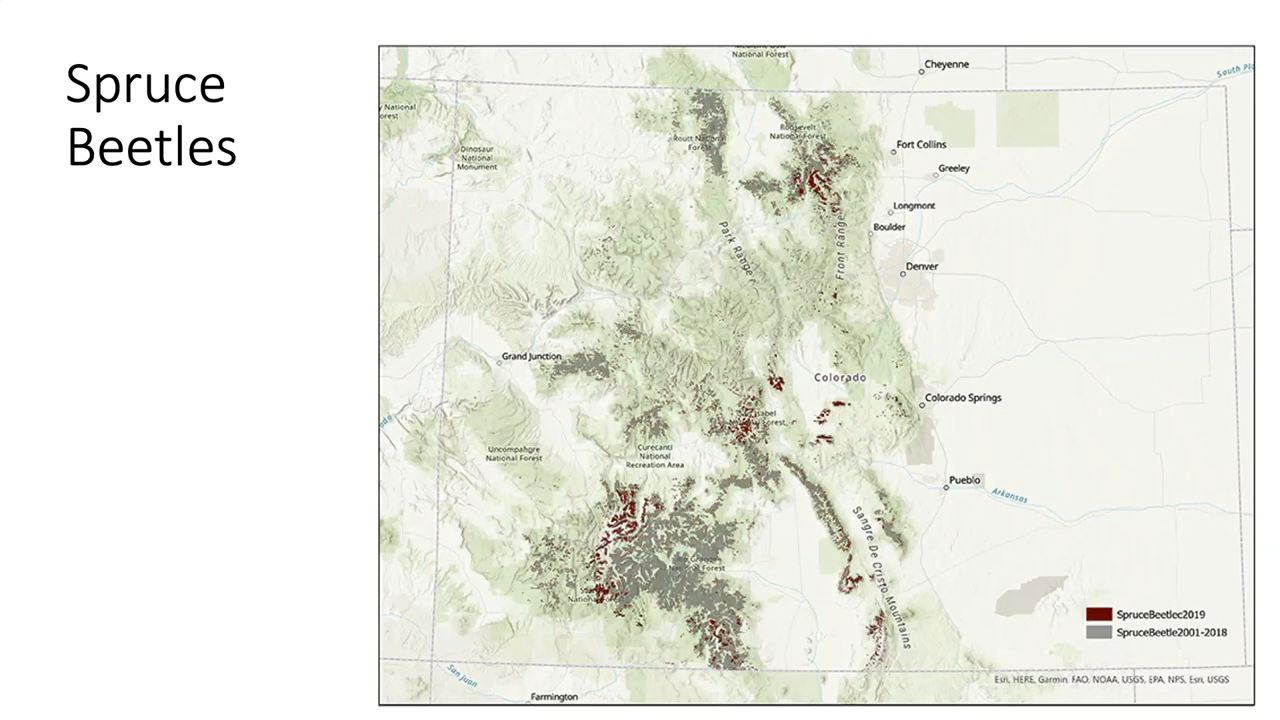 Spruce
Beetles
National Forest
Cheyenne
South Pl
y National
orest
Dinosaur
National
Monument
Routt National
Forest
Roosevelt
National Forest
Fort Collins
Greeley
Longmont
Boulder
Park Range
Front Range
Denver
Grand Junction
Colorado
Colorado Springs
Isabel
Forest
Uncompahgre
National Forest
Curecanti
National
Recreation Area
Pueblo
Arkansas
Sangre De Cristo Mountains
National Forest
National
SpruceBeetlec2019
SpruceBeetle2001-2018
San Juan
Farmington
Esri, HERE, Garmin, FAO, NOAA, USGS, EPA, NPS, Esri, USGS